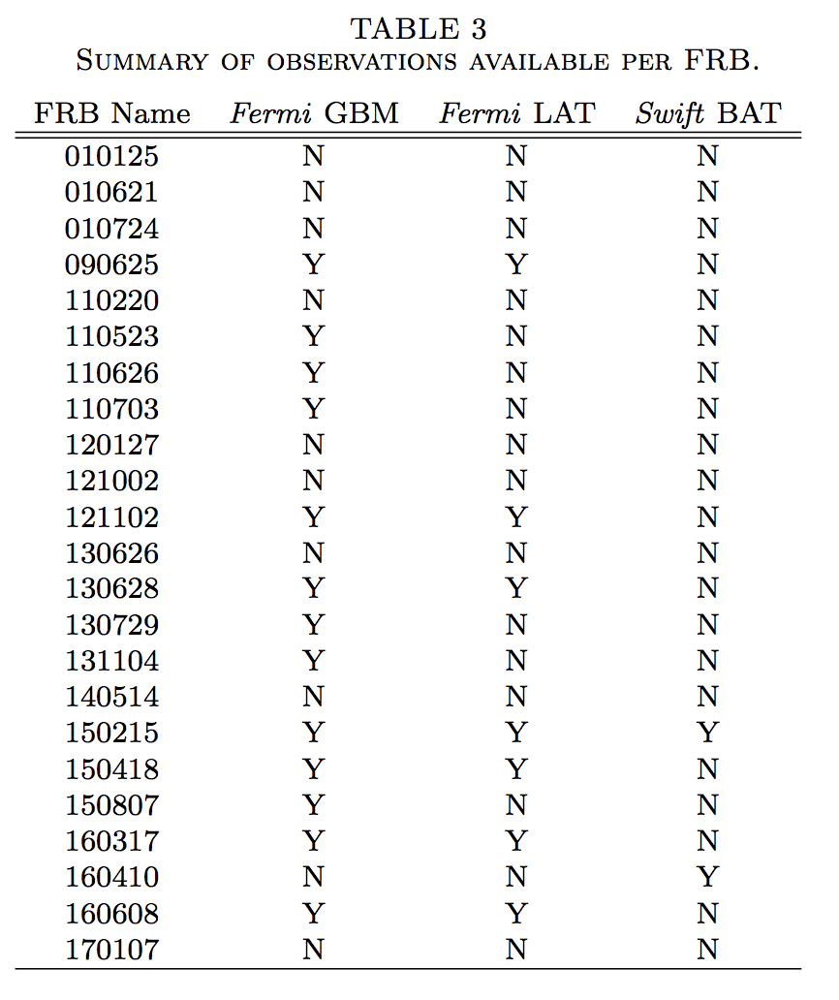 TABLE 3
Summary of observations available per FRB.
FRB Name Fermi GBM Fermi LAT Swift BAT
010125 N N N
010621 N N N
010724 N N N
090625 Y Y N
110220 N N N
110523 Y N N
110626 Y N N
110703 Y N N
120127 N N N
121002 N N N
121102 Y Y N
130626 N N N
130628 Y Y N
130729 Y N N
131104 Y N N
140514 N N N
150215 Y Y Y
150418 Y Y N
150807 Y N N
160317 Y Y N
160410 N N Y
160608 Y Y N
170107 N N N